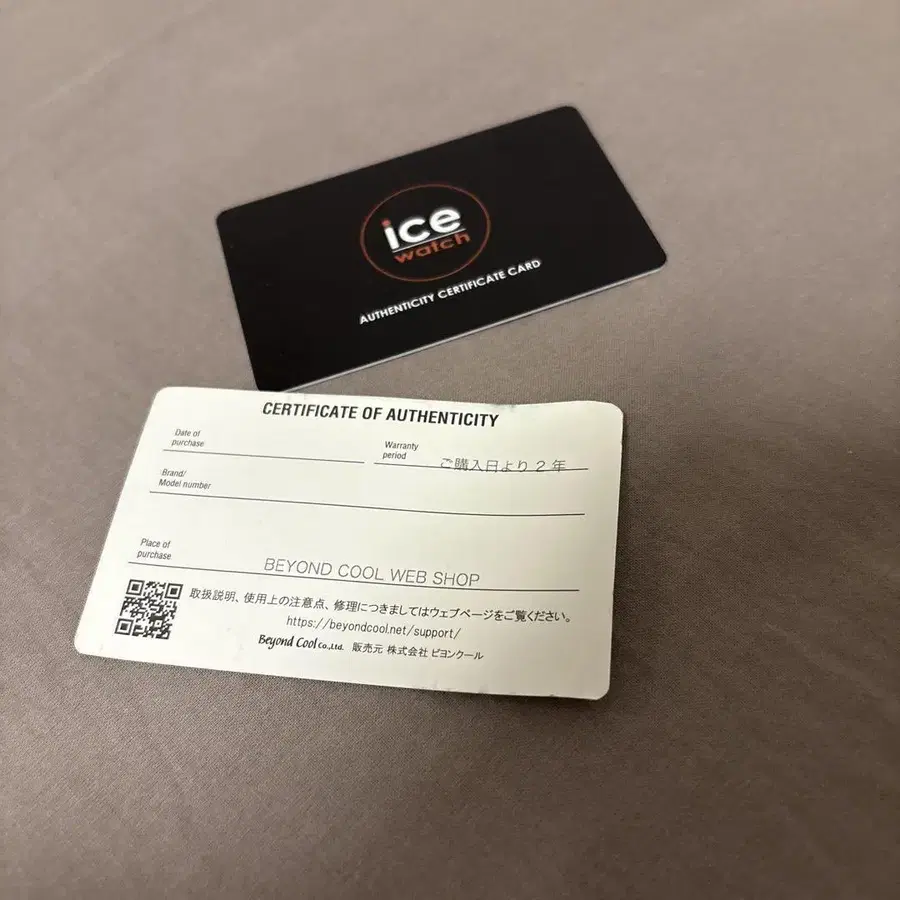 ice
watch
AUTHENTICITY CERTIFICATE CARD
CERTIFICATE OF AUTHENTICITY
Date of
purchase
Warranty
period
ご購入日より 2 年
Brand/
Model number
Place of
purchase
BEYOND COOL WEB SHOP
取扱説明、使用上の注意点、修理につきましてはウェブページをご覧ください。
https://beyondcool.net/support/
Beyond Cool Co.,Ltd. 販売元 株式会社 ビヨンクール